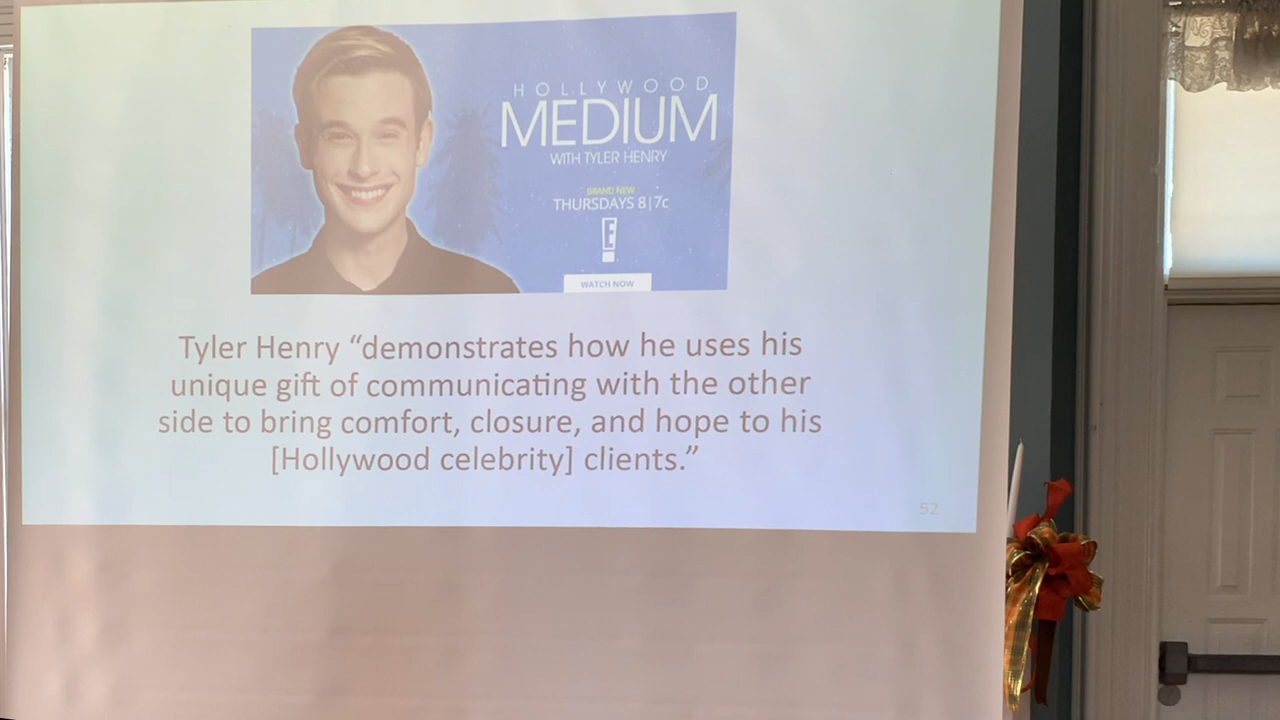 HOLLYWOOD
MEDIUM
WITH TYLER HENRY
BRAND NEW
THURSDAYS 8|7c
E!
WATCH NOW
Tyler Henry “demonstrates how he uses his
unique gift of communicating with the other
side to bring comfort, closure, and hope to his
[Hollywood celebrity] clients.”
52